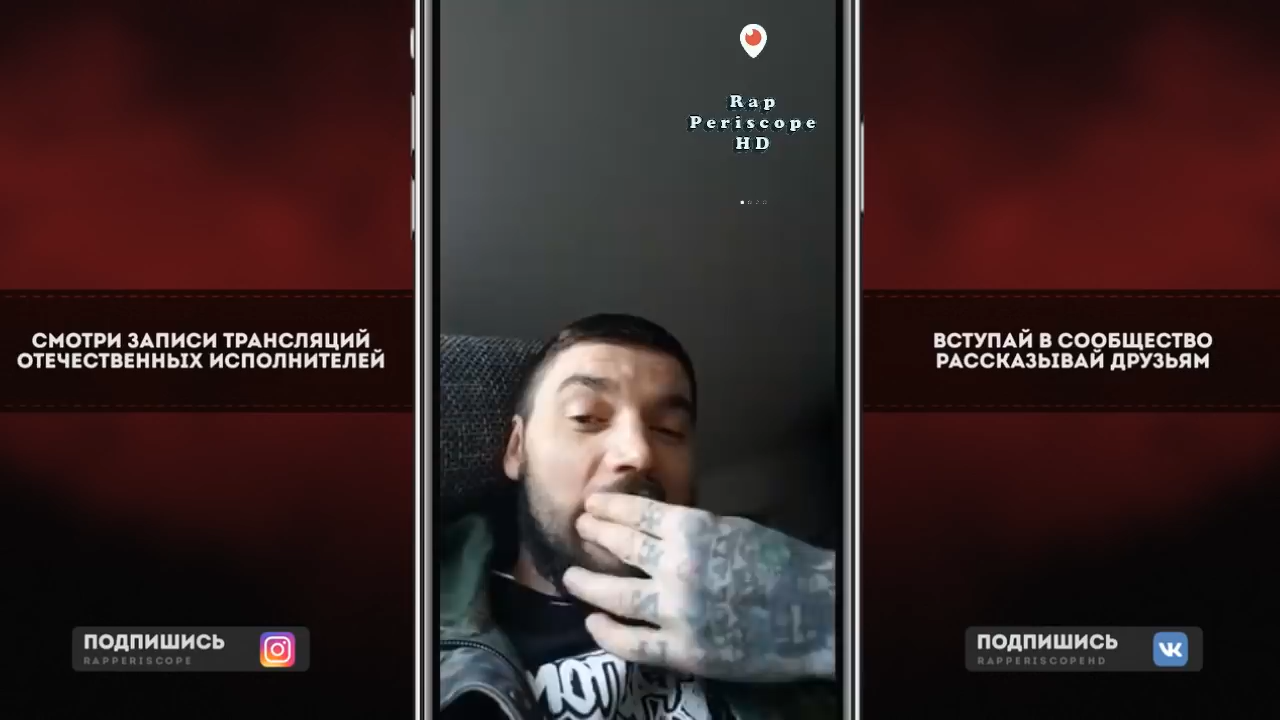 Rap
Periscope
HD
СМОТРИ ЗАПИСИ ТРАНСЛЯЦИЙ
ОТЕЧЕСТВЕННЫХ ИСПОЛНИТЕЛЕЙ
ВСТУПАЙ В СООБЩЕСТВО
РАССКАЗЫВАЙ ДРУЗЬЯМ
ПОДПИШИСЬ
RAPPERISCOPE
ПОДПИШИСЬ
RAPPERISCOPEHD